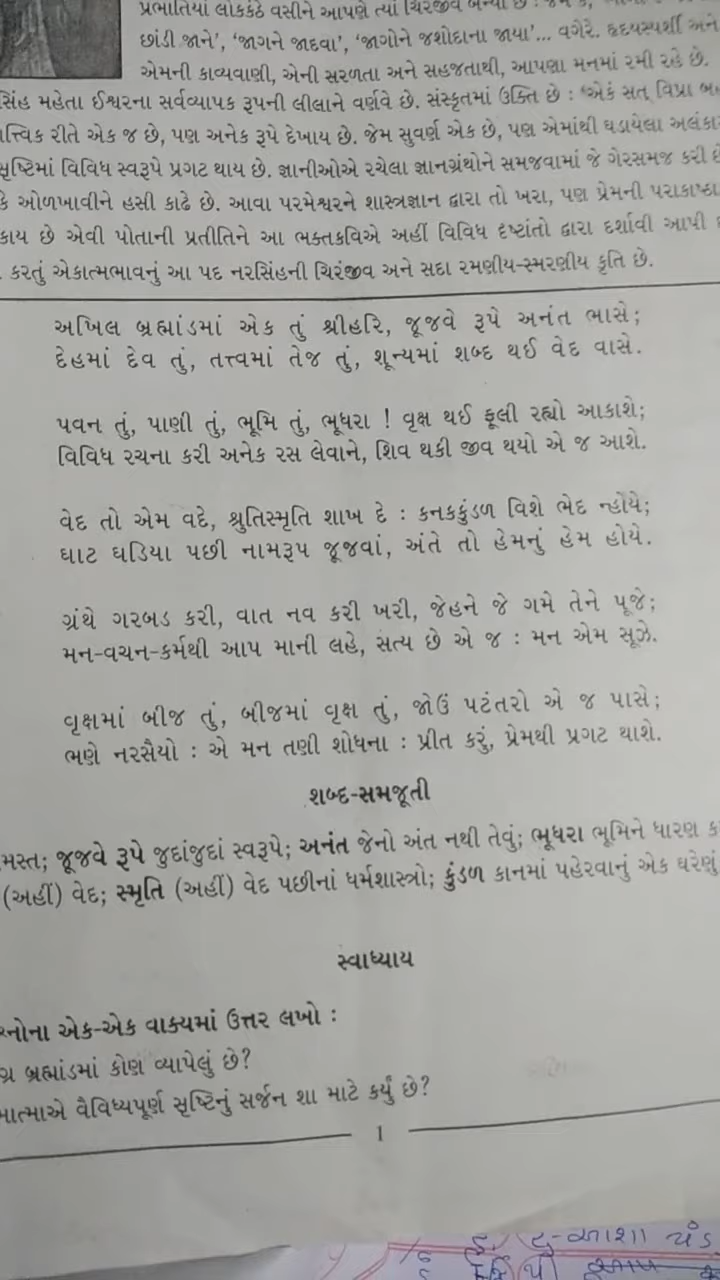 પ્રભાતિયાં લોકકંઠે વસીને આપણે ત્યાં ચિરંજીવ બન્યાં છે :
છાંડી જાને’, ‘જાગને જાદવા’, ‘જાગોને જશોદાના જાયા’... વગેરે. હૃદયસ્પર્શી અને
એમની કાવ્યવાણી, એની સરળતા અને સહજતાથી, આપણા મનમાં રમી રહે છે.
સિંહ મહેતા ઈશ્વરના સર્વવ્યાપક રૂપની લીલાને વર્ણવે છે. સંસ્કૃતમાં ઉક્તિ છે : ‘એકં સત્ વિપ્રા
ત્ત્વિક રીતે એક જ છે, પણ અનેક રૂપે દેખાય છે. જેમ સુવર્ણ એક છે, પણ એમાંથી ઘડાયેલા અલંકા
સૃષ્ટિમાં વિવિધ સ્વરૂપે પ્રગટ થાય છે. જ્ઞાનીઓએ રચેલા જ્ઞાનગ્રંથોને સમજવામાં જે ગેરસમજ કરી
કે ઓળખાવીને હસી કાઢે છે. આવા પરમેશ્વરને શાસ્ત્રજ્ઞાન દ્વારા તો ખરા, પણ પ્રેમની પરાકાષ્ઠા
કાય છે એવી પોતાની પ્રતીતિને આ ભક્તકવિએ અહીં વિવિધ દૃષ્ટાંતો દ્વારા દર્શાવી આપી
કરતું એકાત્મભાવનું આ પદ નરસિંહની ચિરંજીવ અને સદા રમણીય-સ્મરણીય કૃતિ છે.
અખિલ બ્રહ્માંડમાં એક તું શ્રીહરિ, જૂજવે રૂપે અનંત ભાસે;
દેહમાં દેવ તું, તત્ત્વમાં તેજ તું, શૂન્યમાં શબ્દ થઈ વેદ વાસે.
પવન તું, પાણી તું, ભૂમિ તું, ભૂધરા ! વૃક્ષ થઈ ફૂલી રહ્યો આકાશે;
વિવિધ રચના કરી અનેક રસ લેવાને, શિવ થકી જીવ થયો એ જ આશે.
વેદ તો એમ વદે, શ્રુતિસ્મૃતિ શાખ દે : કનકકુંડળ વિશે ભેદ ન્હોયે;
ઘાટ ઘડિયા પછી નામરૂપ જૂજવાં, અંતે તો હેમનું હેમ હોયે.
ગ્રંથે ગરબડ કરી, વાત નવ કરી ખરી, જેહને જે ગમે તેને પૂજે;
મન-વચન-કર્મથી આપ માની લહે, સત્ય છે એ જ : મન એમ સૂઝે.
વૃક્ષમાં બીજ તું, બીજમાં વૃક્ષ તું, જોઉં પટંતરો એ જ પાસે;
ભણે નરસૈયો : એ મન તણી શોધના : પ્રીત કરું, પ્રેમથી પ્રગટ થાશે.
શબ્દ-સમજૂતી
મસ્ત; જૂજવે રૂપે જુદાંજુદાં સ્વરૂપે; અનંત જેનો અંત નથી તેવું; ભૂધરા ભૂમિને ધારણ ક
(અહીં) વેદ; સ્મૃતિ (અહીં) વેદ પછીનાં ધર્મશાસ્ત્રો; કુંડળ કાનમાં પહેરવાનું એક ઘરેણું
સ્વાધ્યાય
નોના એક-એક વાક્યમાં ઉત્તર લખો :
ગ્ર બ્રહ્માંડમાં કોણ વ્યાપેલું છે?
માત્માએ વૈવિધ્યપૂર્ણ સૃષ્ટિનું સર્જન શા માટે કર્યું છે?
1